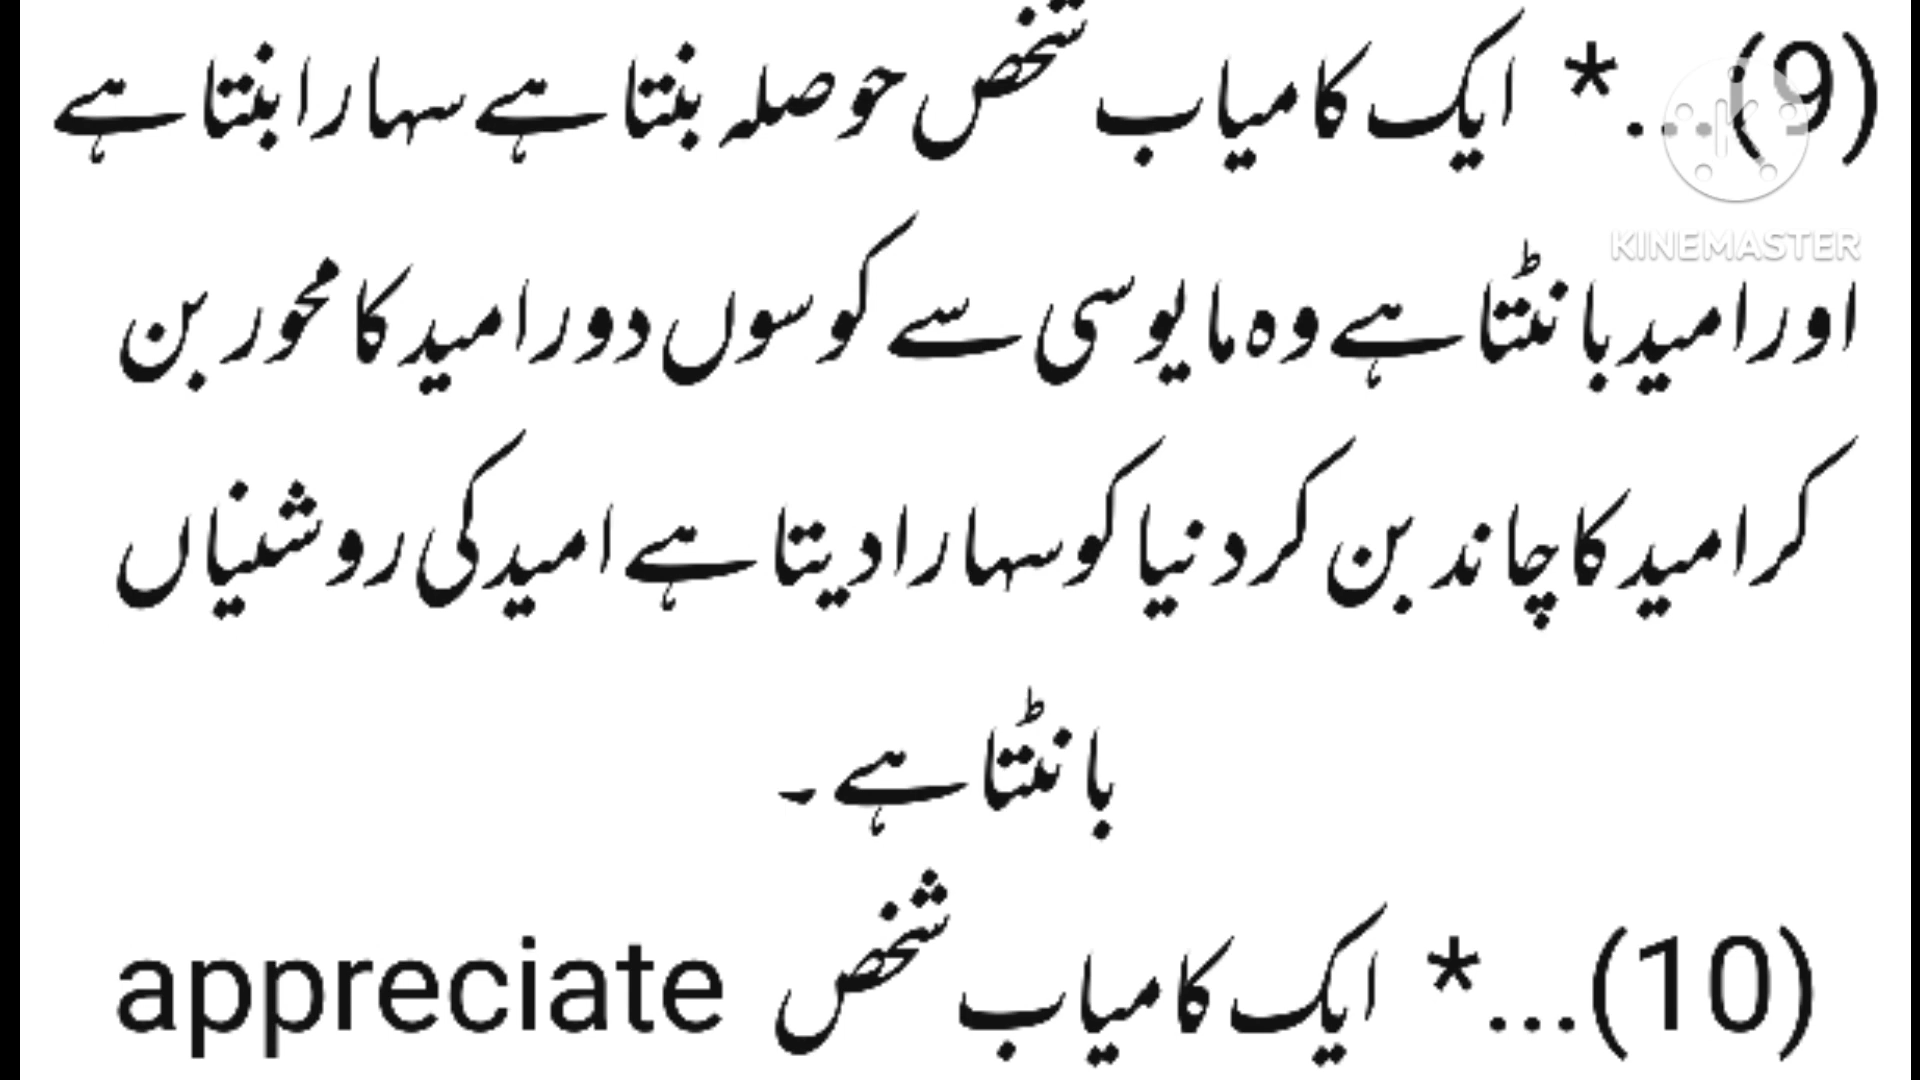 (9)...* ایک کامیاب شخص حوصلہ بنتا ہے سہارا بنتا ہے
KINEMASTER
اور امید بانٹتا ہے وہ مایوسی سے کوسوں دور امید کا محور بن
کر امید کا چاند بن کر دنیا کو سہارا دیتا ہے امید کی روشنیاں
بانٹتا ہے ۔
(10)...* ایک کامیاب شخص appreciate